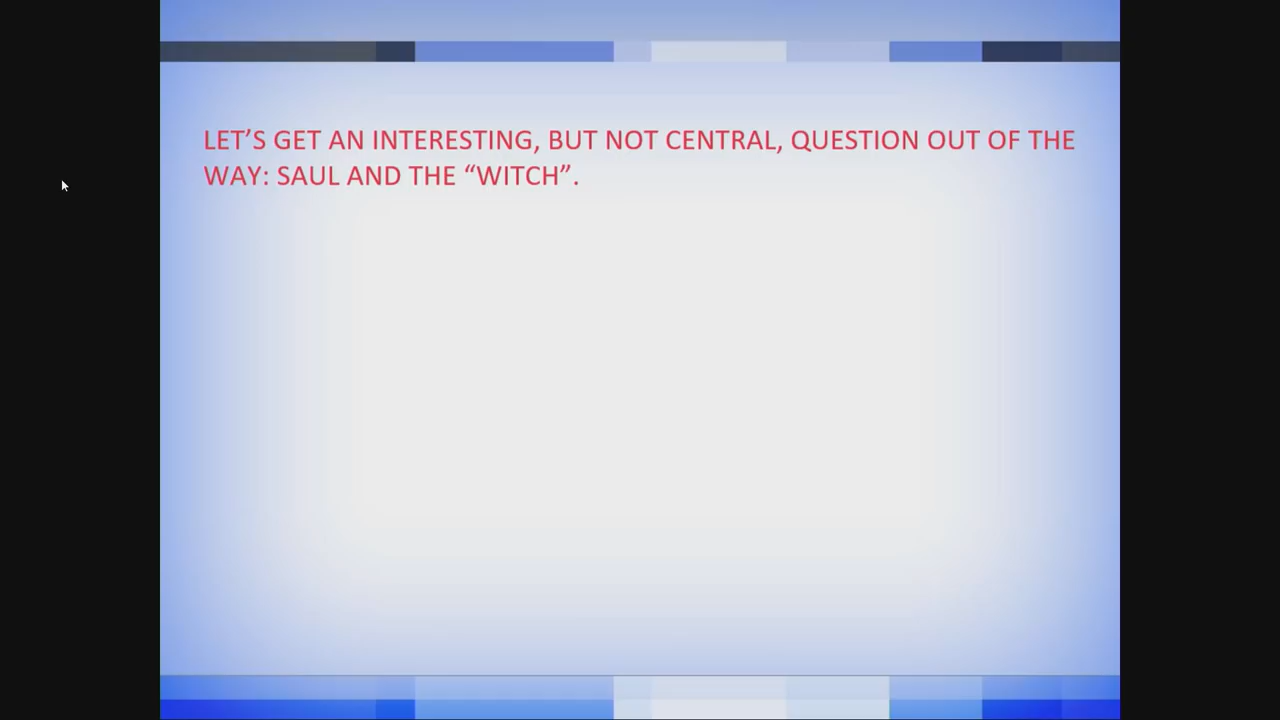 LET’S GET AN INTERESTING, BUT NOT CENTRAL, QUESTION OUT OF THE
WAY: SAUL AND THE “WITCH”.